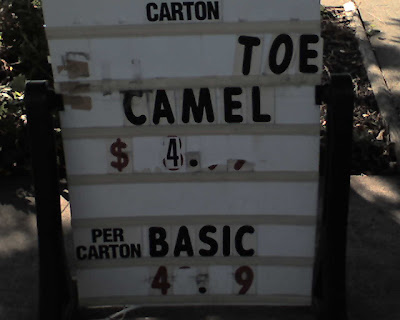 CARTON
TOE
CAMEL
$ 4.
PER CARTON BASIC
4.9